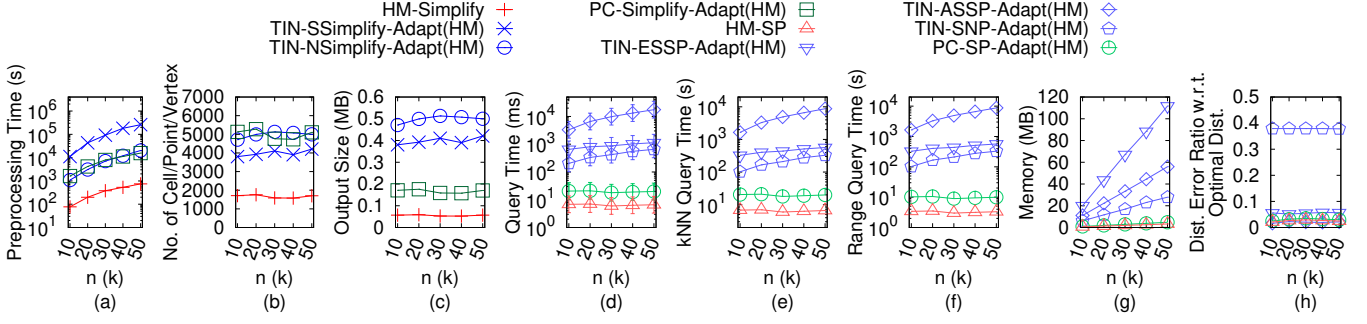 HM-Simplify
TIN-SSimplify-Adapt(HM)
TIN-NSimplify-Adapt(HM)
PC-Simplify-Adapt(HM)
HM-SP
TIN-ESSP-Adapt(HM)
TIN-ASSP-Adapt(HM)
TIN-SNP-Adapt(HM)
PC-SP-Adapt(HM)
Preprocessing Time (s)
10^6
10^5
10^4
10^3
10^2
10^1
10 20 30 40 50
n (k)
(a)
No. of Cell/Point/Vertex
7000
6000
5000
4000
3000
2000
1000
0
10 20 30 40 50
n (k)
(b)
Output Size (MB)
0.6
0.5
0.4
0.3
0.2
0.1
0
10 20 30 40 50
n (k)
(c)
Query Time (ms)
10^4
10^3
10^2
10^1
10^0
10 20 30 40 50
n (k)
(d)
kNN Query Time (s)
10^4
10^3
10^2
10^1
10 20 30 40 50
n (k)
(e)
Range Query Time (s)
10^4
10^3
10^2
10^1
10^0
10 20 30 40 50
n (k)
(f)
Memory (MB)
120
100
80
60
40
20
0
10 20 30 40 50
n (k)
(g)
Dist. Error Ratio w.r.t.
Optimal Dist.
0.5
0.4
0.3
0.2
0.1
0
10 20 30 40 50
n (k)
(h)